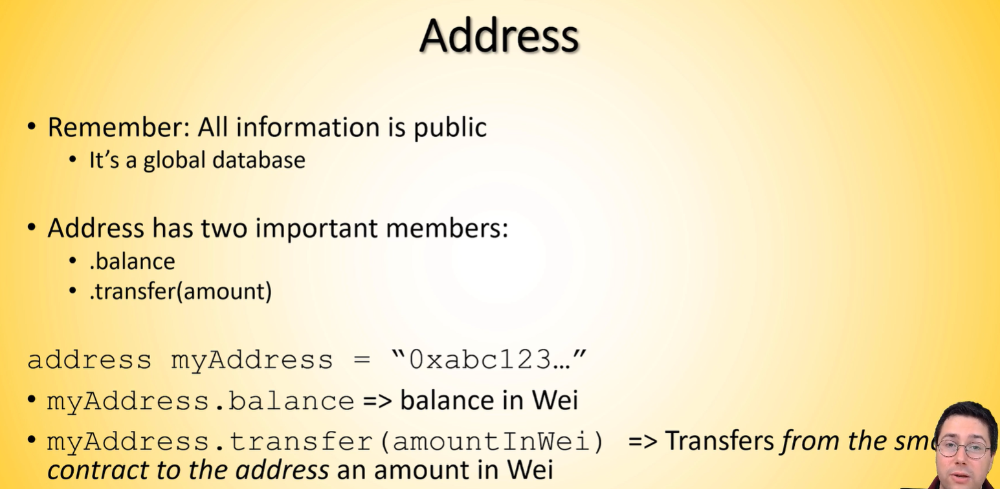 Address
• Remember: All information is public
• It’s a global database
• Address has two important members:
• .balance
• .transfer(amount)
address myAddress = “0xabc123…”
• myAddress.balance => balance in Wei
• myAddress.transfer(amountInWei) => Transfers from the
contract to the address an amount in Wei